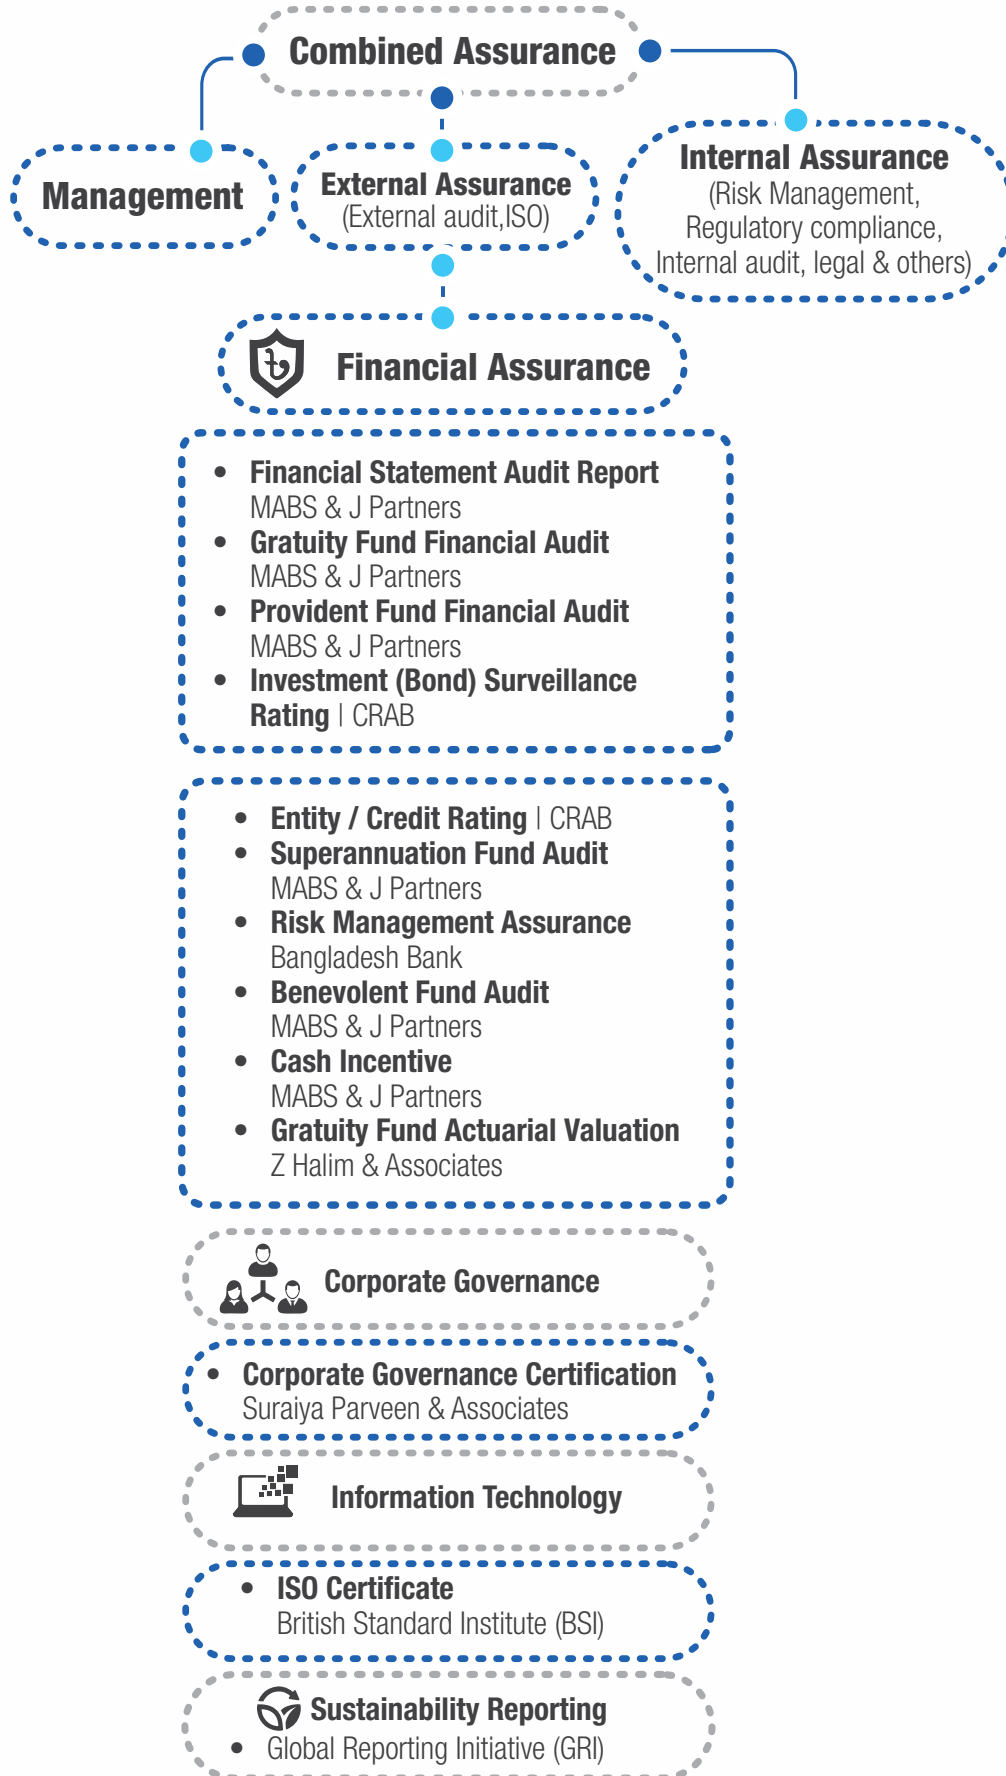 Combined Assurance
Management
External Assurance
(External audit,ISO)
Internal Assurance
(Risk Management,
Regulatory compliance,
Internal audit, legal & others)
৳
Financial Assurance
• Financial Statement Audit Report
MABS & J Partners
• Gratuity Fund Financial Audit
MABS & J Partners
• Provident Fund Financial Audit
MABS & J Partners
• Investment (Bond) Surveillance
Rating | CRAB
• Entity / Credit Rating | CRAB
• Superannuation Fund Audit
MABS & J Partners
• Risk Management Assurance
Bangladesh Bank
• Benevolent Fund Audit
MABS & J Partners
• Cash Incentive
MABS & J Partners
• Gratuity Fund Actuarial Valuation
Z Halim & Associates
Corporate Governance
• Corporate Governance Certification
Suraiya Parveen & Associates
Information Technology
• ISO Certificate
British Standard Institute (BSI)
Sustainability Reporting
• Global Reporting Initiative (GRI)